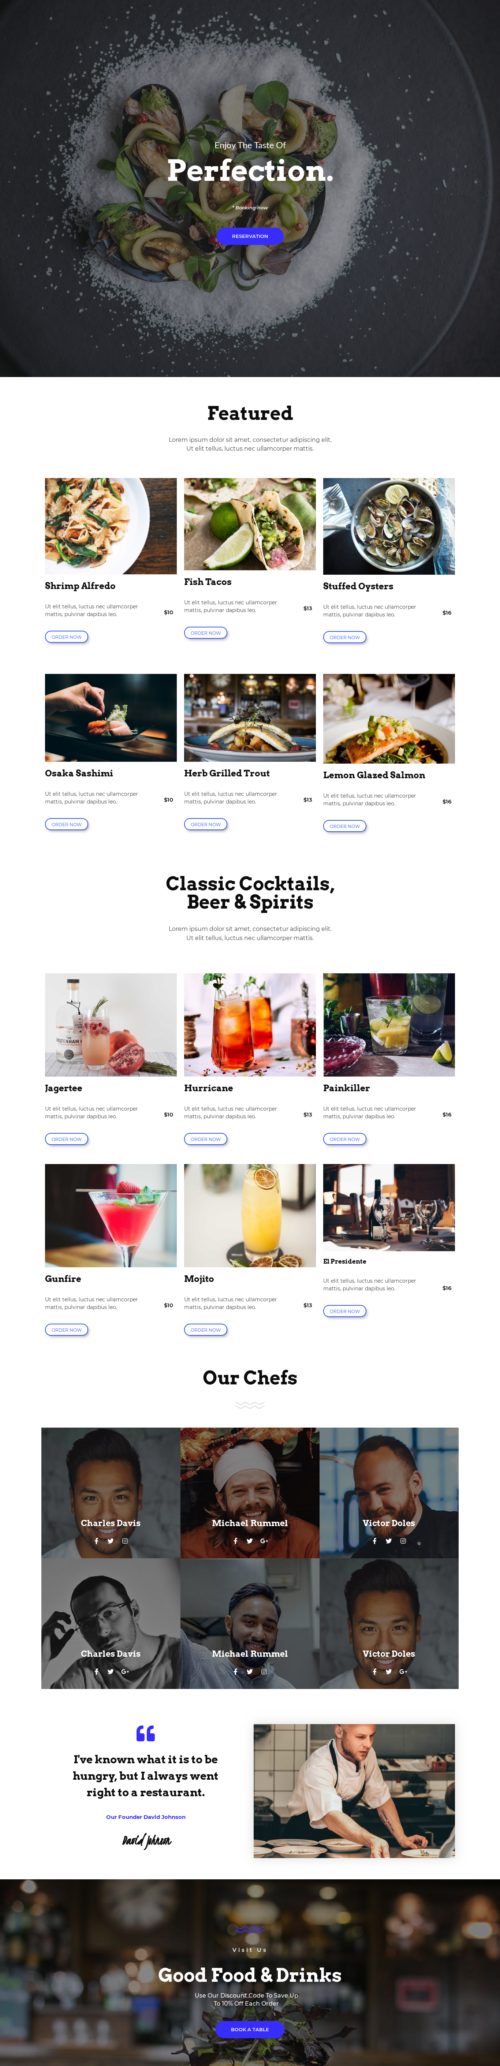 Enjoy The Taste Of
Perfection.
* Booking now
RESERVATION
Featured
Lorem ipsum dolor sit amet, consectetur adipiscing elit.
Ut elit tellus, luctus nec ullamcorper mattis.
Shrimp Alfredo
Ut elit tellus, luctus nec ullamcorper
mattis, pulvinar dapibus leo.
$10
ORDER NOW
Fish Tacos
Ut elit tellus, luctus nec ullamcorper
mattis, pulvinar dapibus leo.
$13
ORDER NOW
Stuffed Oysters
Ut elit tellus, luctus nec ullamcorper
mattis, pulvinar dapibus leo.
$16
ORDER NOW
Osaka Sashimi
Ut elit tellus, luctus nec ullamcorper
mattis, pulvinar dapibus leo.
$10
ORDER NOW
Herb Grilled Trout
Ut elit tellus, luctus nec ullamcorper
mattis, pulvinar dapibus leo.
$13
ORDER NOW
Lemon Glazed Salmon
Ut elit tellus, luctus nec ullamcorper
mattis, pulvinar dapibus leo.
$16
ORDER NOW
Classic Cocktails,
Beer & Spirits
Lorem ipsum dolor sit amet, consectetur adipiscing elit.
Ut elit tellus, luctus nec ullamcorper mattis.
Jagertee
Ut elit tellus, luctus nec ullamcorper
mattis, pulvinar dapibus leo.
$10
ORDER NOW
Hurricane
Ut elit tellus, luctus nec ullamcorper
mattis, pulvinar dapibus leo.
$13
ORDER NOW
Painkiller
Ut elit tellus, luctus nec ullamcorper
mattis, pulvinar dapibus leo.
$16
ORDER NOW
Gunfire
Ut elit tellus, luctus nec ullamcorper
mattis, pulvinar dapibus leo.
$10
ORDER NOW
Mojito
Ut elit tellus, luctus nec ullamcorper
mattis, pulvinar dapibus leo.
$13
ORDER NOW
El Presidente
Ut elit tellus, luctus nec ullamcorper
mattis, pulvinar dapibus leo.
$16
ORDER NOW
Our Chefs
Charles Davis
Michael Rummel
Victor Doles
Charles Davis
Michael Rummel
Victor Doles
I've known what it is to be
hungry, but I always went
right to a restaurant.
Our Founder David Johnson
David Johnson
Visit Us
Good Food & Drinks
Use Our Discount Code To Save Up
To 10% Off Each Order
BOOK A TABLE